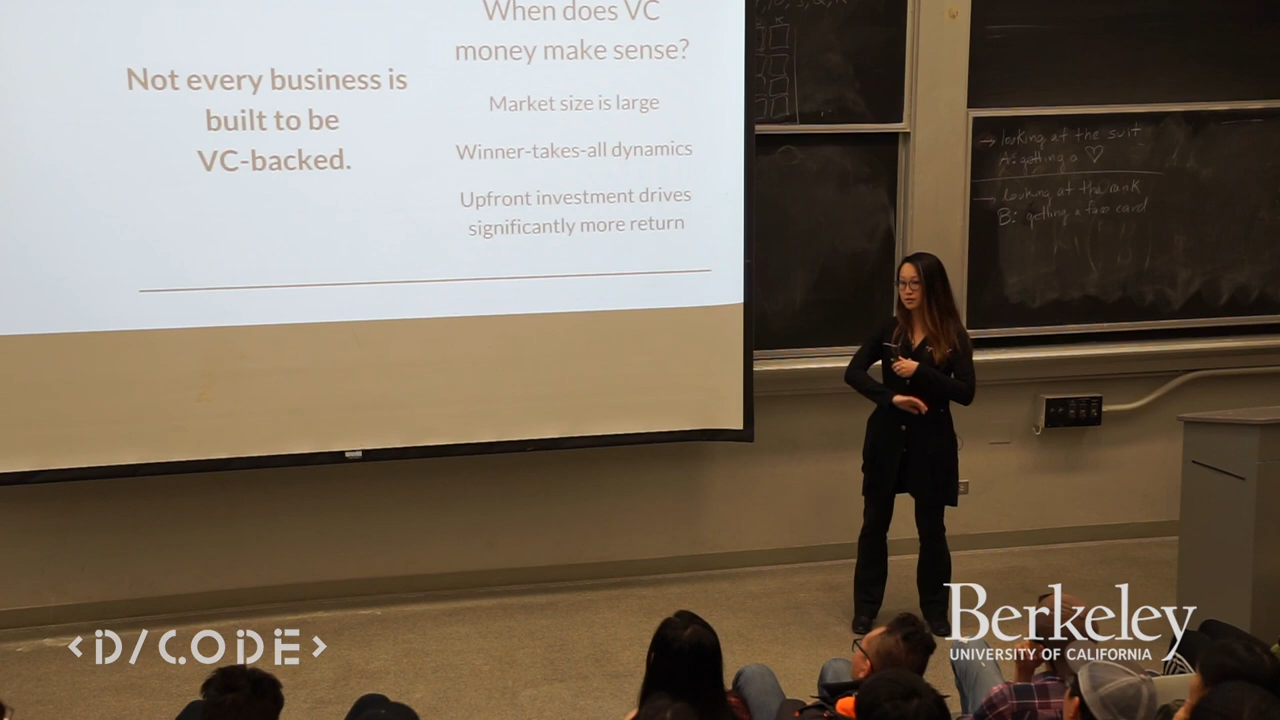 When does VC
money make sense?
Not every business is
built to be
VC-backed.
Market size is large
Winner-takes-all dynamics
Upfront investment drives
significantly more return
→ looking at the suit
A: getting a ♡
→ Looking at the rank
B: getting a face card
<D/CODE>
Berkeley
UNIVERSITY OF CALIFORNIA